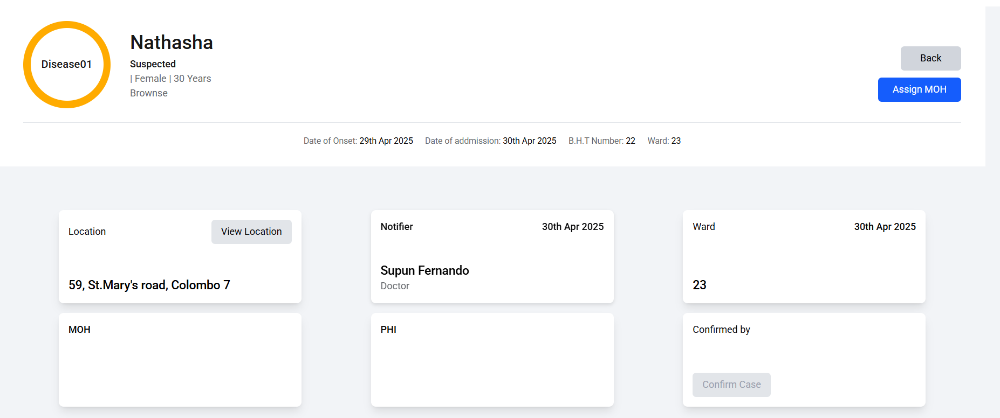 Disease01
Nathasha
Suspected
| Female | 30 Years
Brownse
Back
Assign MOH
Date of Onset: 29th Apr 2025 Date of addmission: 30th Apr 2025 B.H.T Number: 22 Ward: 23
Location
View Location
59, St.Mary's road, Colombo 7
Notifier
30th Apr 2025
Supun Fernando
Doctor
Ward
30th Apr 2025
23
MOH
PHI
Confirmed by
Confirm Case